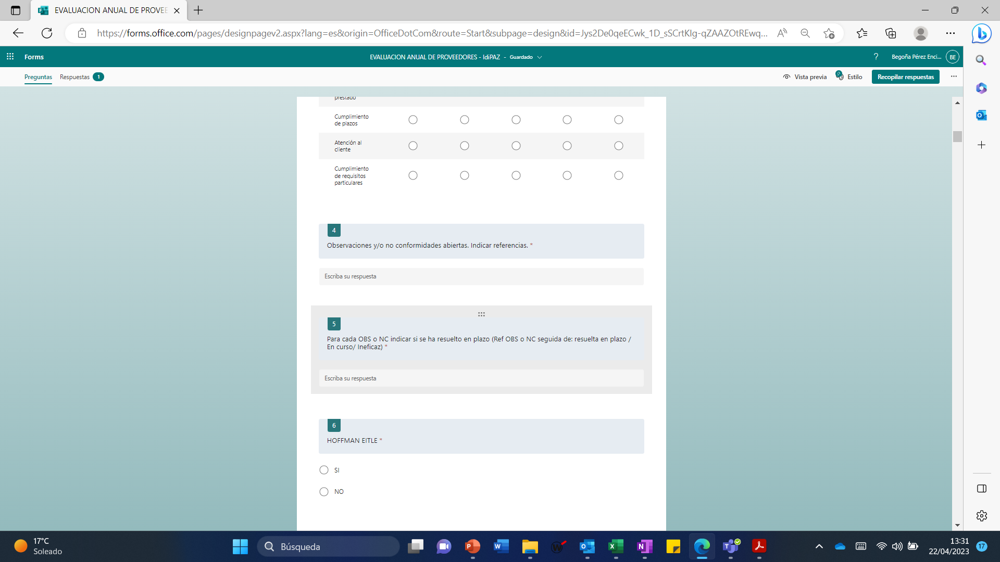 EVALUACION ANUAL DE PROVEE
https://forms.office.com/pages/designpagev2.aspx?lang=es&origin=OfficeDotCom&route=Start&subpage=design&id=Jys2De0qeECwk_1D_sSCrtKIg-qZAAZOtREwq...
Forms
EVALUACION ANUAL DE PROVEEDORES - IdiPAZ - Guardado
? Begoña Pérez Enci... BE
Preguntas Respuestas 1
Vista previa Estilo Recopilar respuestas ...
prestado
Cumplimiento
de plazos
Atención al
cliente
Cumplimiento
de requisitos
particulares
4
Observaciones y/o no conformidades abiertas. Indicar referencias. *
Escriba su respuesta
5
Para cada OBS o NC indicar si se ha resuelto en plazo (Ref OBS o NC seguida de: resuelta en plazo /
En curso/ Ineficaz) *
Escriba su respuesta
6
HOFFMAN EITLE *
SI
NO
17°C
Soleado
Búsqueda
13:31
22/04/2023
17